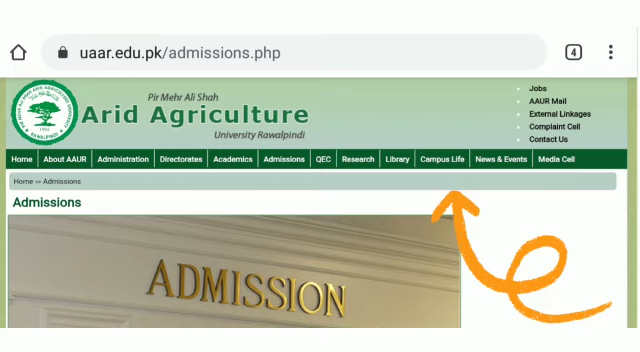 uaar.edu.pk/admissions.php
4
Pir Mehr Ali Shah
Arid Agriculture
University Rawalpindi
Jobs
AAUR Mail
External Linkages
Complaint Cell
Contact Us
Home About AAUR Administration Directorates Academics Admissions QEC Research Library Campus Life News & Events Media Cell
Home »» Admissions
Admissions
ADMISSION